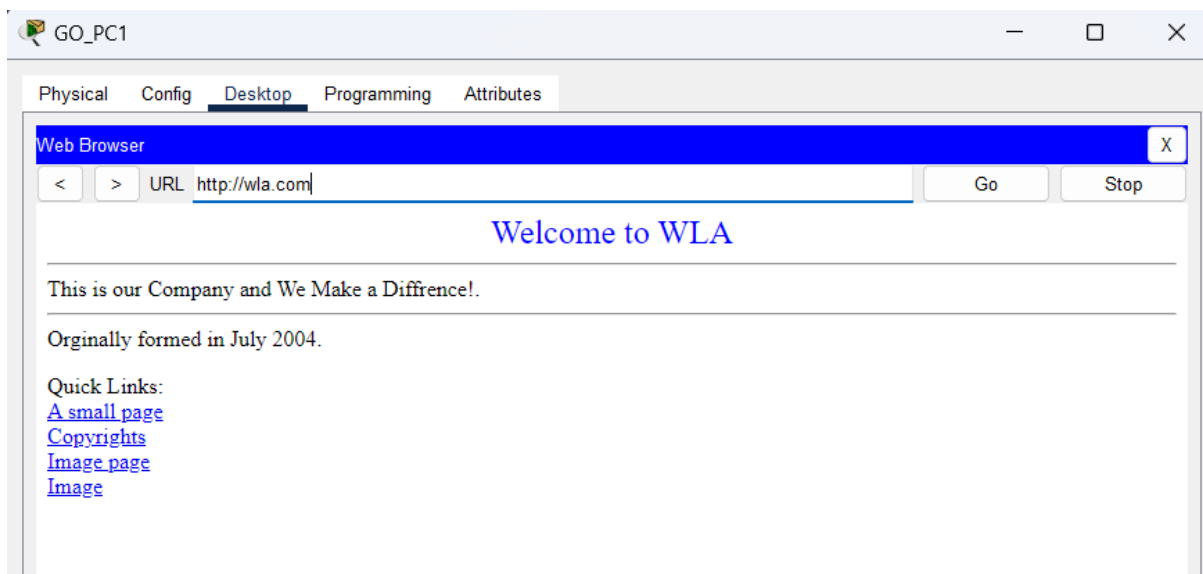 GO_PC1
Physical Config Desktop Programming Attributes
Web Browser X
< > URL http://wla.com Go Stop
Welcome to WLA
This is our Company and We Make a Diffrence!.
Orginally formed in July 2004.
Quick Links:
A small page
Copyrights
Image page
Image